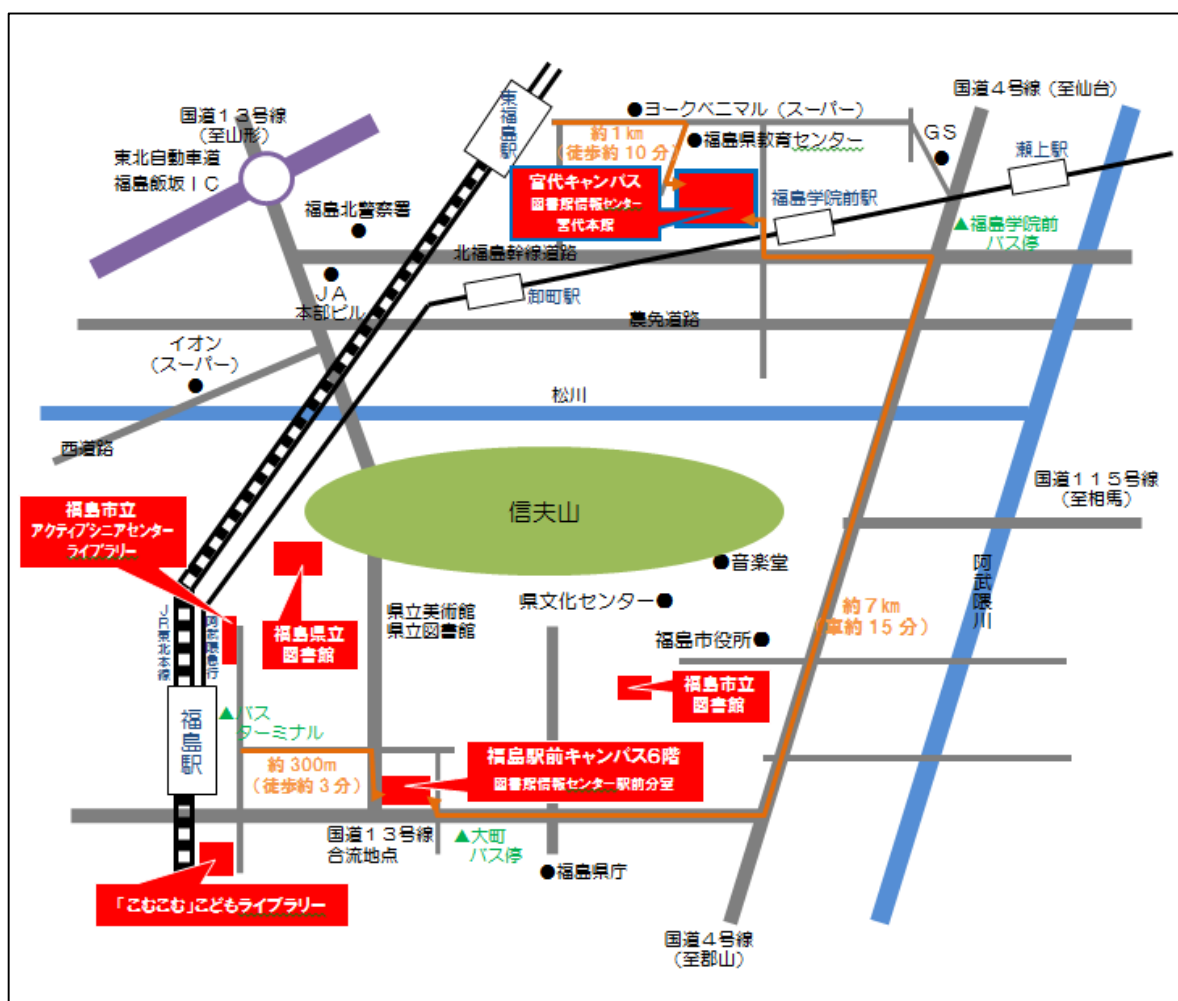 国道13号線
(至山形)
東北自動車道
福島飯坂IC
東福島駅
●ヨークベニマル(スーパー)
国道4号線(至仙台)
約1km
(徒歩約10分)
●福島県教育センター
GS
瀬上駅
宮代キャンパス
図書館情報センター
宮代本館
福島学院前駅
福島北警察署
▲福島学院前
バス停
北福島幹線道路
JA
本部ビル
卸町駅
農免道路
イオン
(スーパー)
松川
西道路
信夫山
国道115号線
(至相馬)
福島市立
アクティブシニアセンター
ライブラリー
●音楽堂
阿武隈川
県文化センター●
約7km
(車約15分)
JR東北本線
阿武隈急行
県立美術館
県立図書館
福島県立
図書館
福島市役所●
福島市立
図書館
福島駅
▲バス
ターミナル
約300m
(徒歩約3分)
福島駅前キャンパス6階
図書館情報センター駅前分室
国道13号線
合流地点
▲大町
バス停
●福島県庁
「こむこむ」こどもライブラリー
国道4号線
(至郡山)